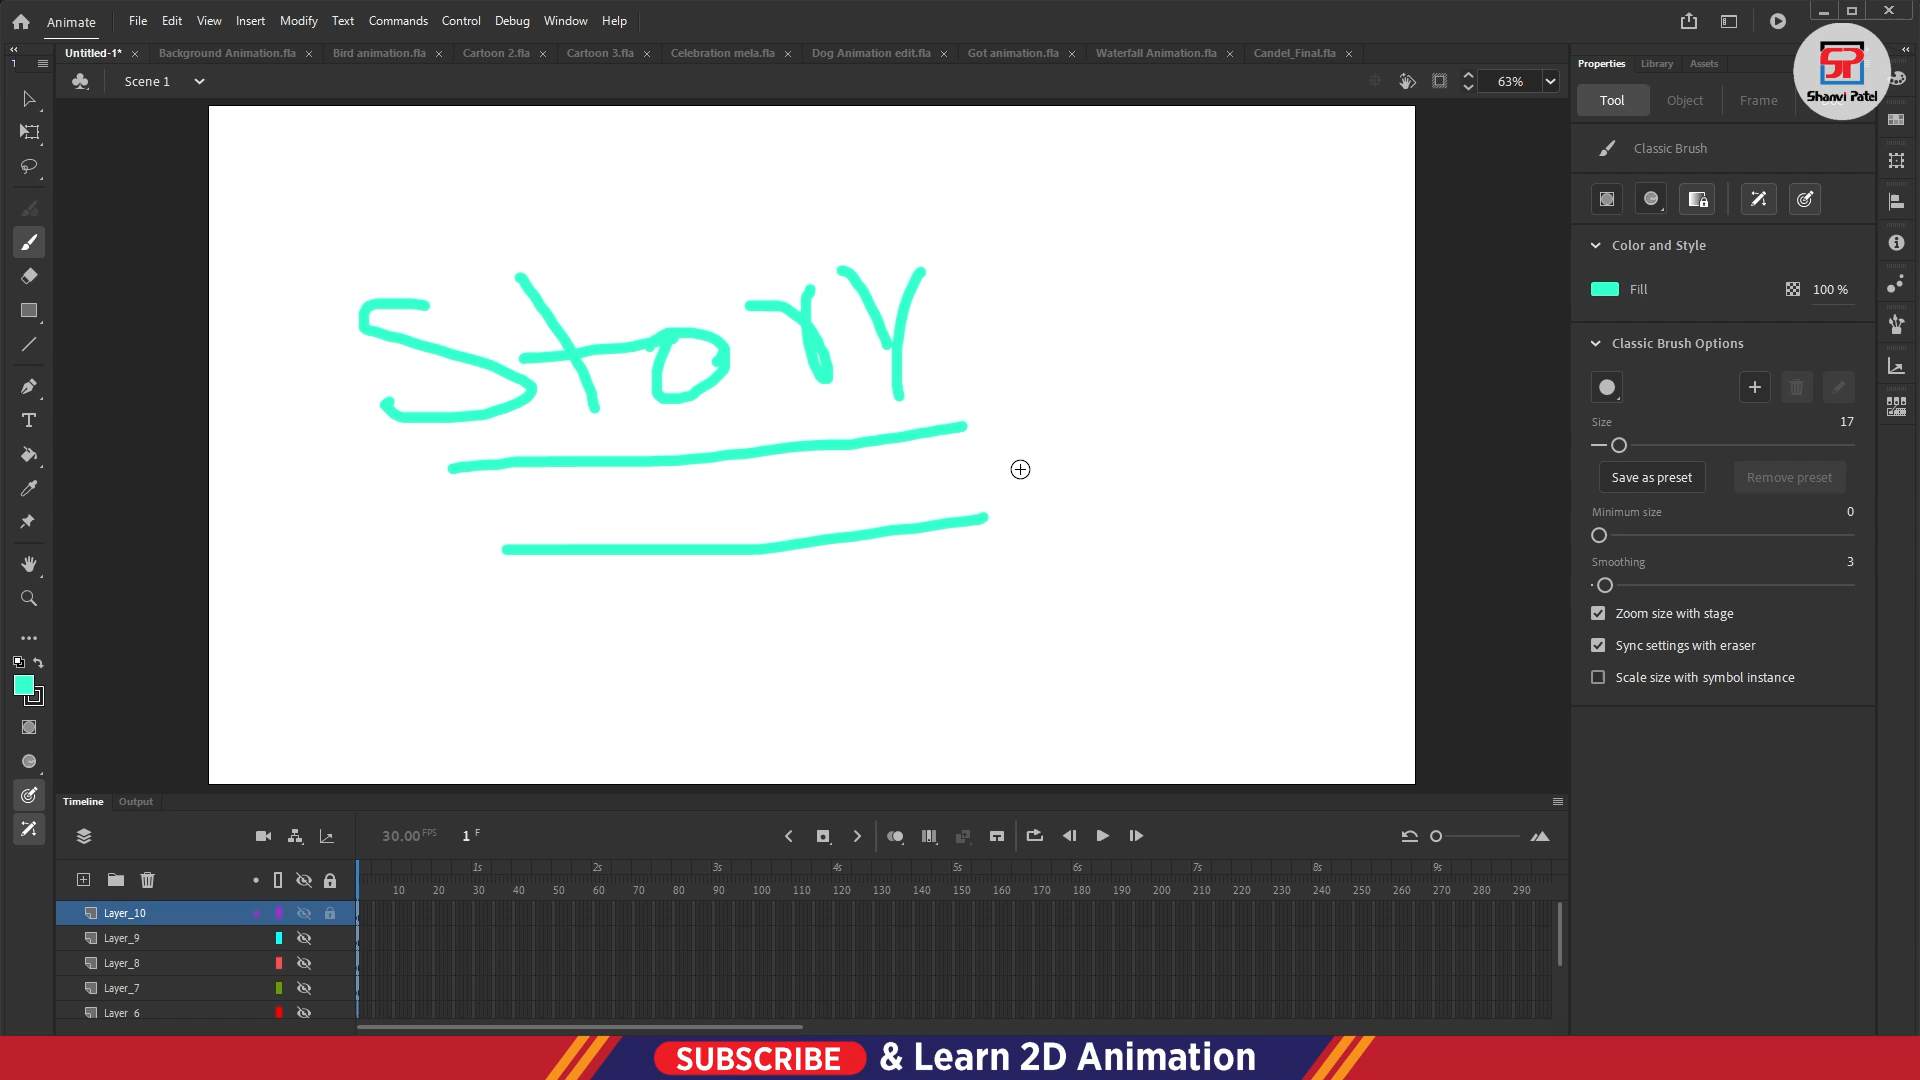 Animate File Edit View Insert Modify Text Commands Control Debug Window Help
Untitled-1* Background Animation.fla Bird animation.fla Cartoon 2.fla Cartoon 3.fla Celebration mela.fla Dog Animation edit.fla Got animation.fla Waterfall Animation.fla Candel_Final.fla
Scene 1 63%
Properties Library Assets
SP
Shanvi Patel
Tool Object Frame
Classic Brush
Color and Style
Fill 100 %
Classic Brush Options
Size 17
Save as preset Remove preset
Minimum size 0
Smoothing 3
Zoom size with stage
Sync settings with eraser
Scale size with symbol instance
Story
Timeline Output
30.00 FPS 1 F
1s 2s 3s 4s 5s 6s 7s 8s 9s
10 20 30 40 50 60 70 80 90 100 110 120 130 140 150 160 170 180 190 200 210 220 230 240 250 260 270 280 290
Layer_10
Layer_9
Layer_8
Layer_7
Layer_6
SUBSCRIBE & Learn 2D Animation